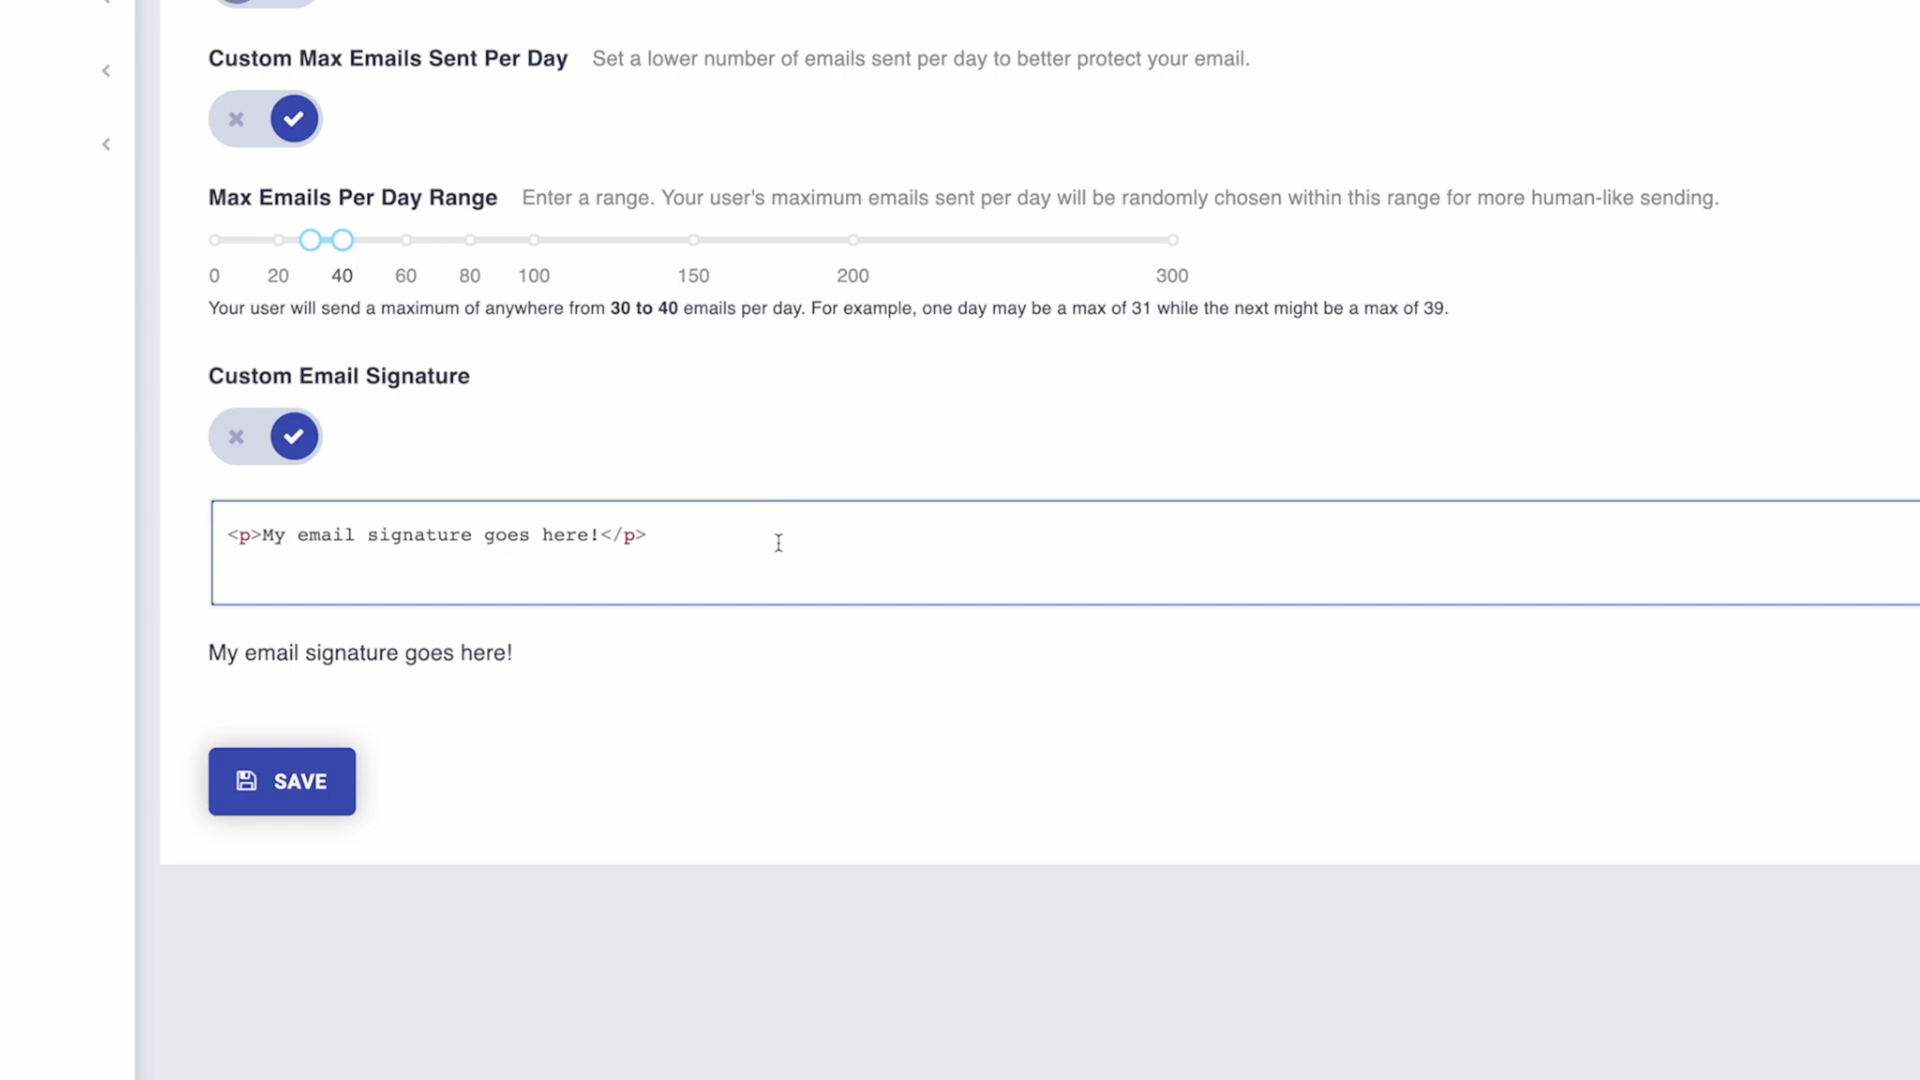 Custom Max Emails Sent Per Day Set a lower number of emails sent per day to better protect your email.
Max Emails Per Day Range Enter a range. Your user's maximum emails sent per day will be randomly chosen within this range for more human-like sending.
0 20 40 60 80 100 150 200 300
Your user will send a maximum of anywhere from 30 to 40 emails per day. For example, one day may be a max of 31 while the next might be a max of 39.
Custom Email Signature
<p>My email signature goes here!</p>
My email signature goes here!
SAVE